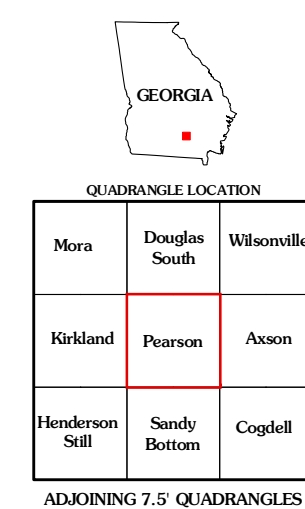 GEORGIA
QUADRANGLE LOCATION
Mora
Douglas
South
Wilsonville
Kirkland
Pearson
Axson
Henderson
Still
Sandy
Bottom
Cogdell
ADJOINING 7.5' QUADRANGLES